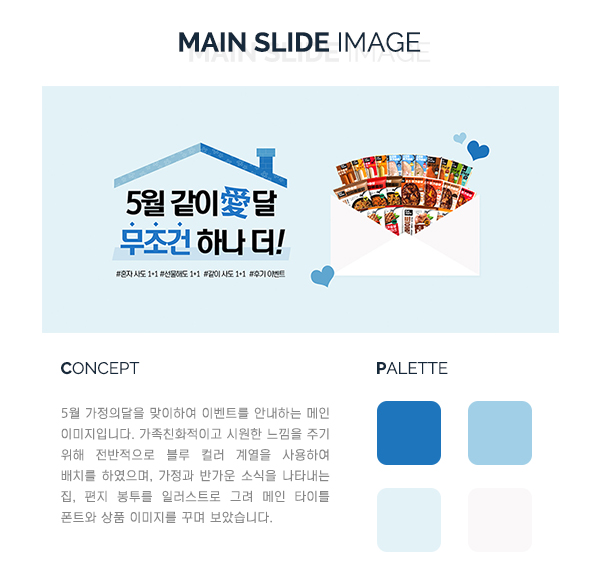 MAIN SLIDE IMAGE
5월 같이 愛 달
무조건 하나 더!
#혼자 사도 1+1 #선물해도 1+1 #같이 사도 1+1 #후기 이벤트
CONCEPT
PALETTE
5월 가정의달을 맞이하여 이벤트를 안내하는 메인
이미지입니다. 가족친화적이고 시원한 느낌을 주기
위해 전반적으로 블루 컬러 계열을 사용하여
배치를 하였으며, 가정과 반가운 소식을 나타내는
집, 편지 봉투를 일러스트로 그려 메인 타이틀
폰트와 상품 이미지를 꾸며 보았습니다.